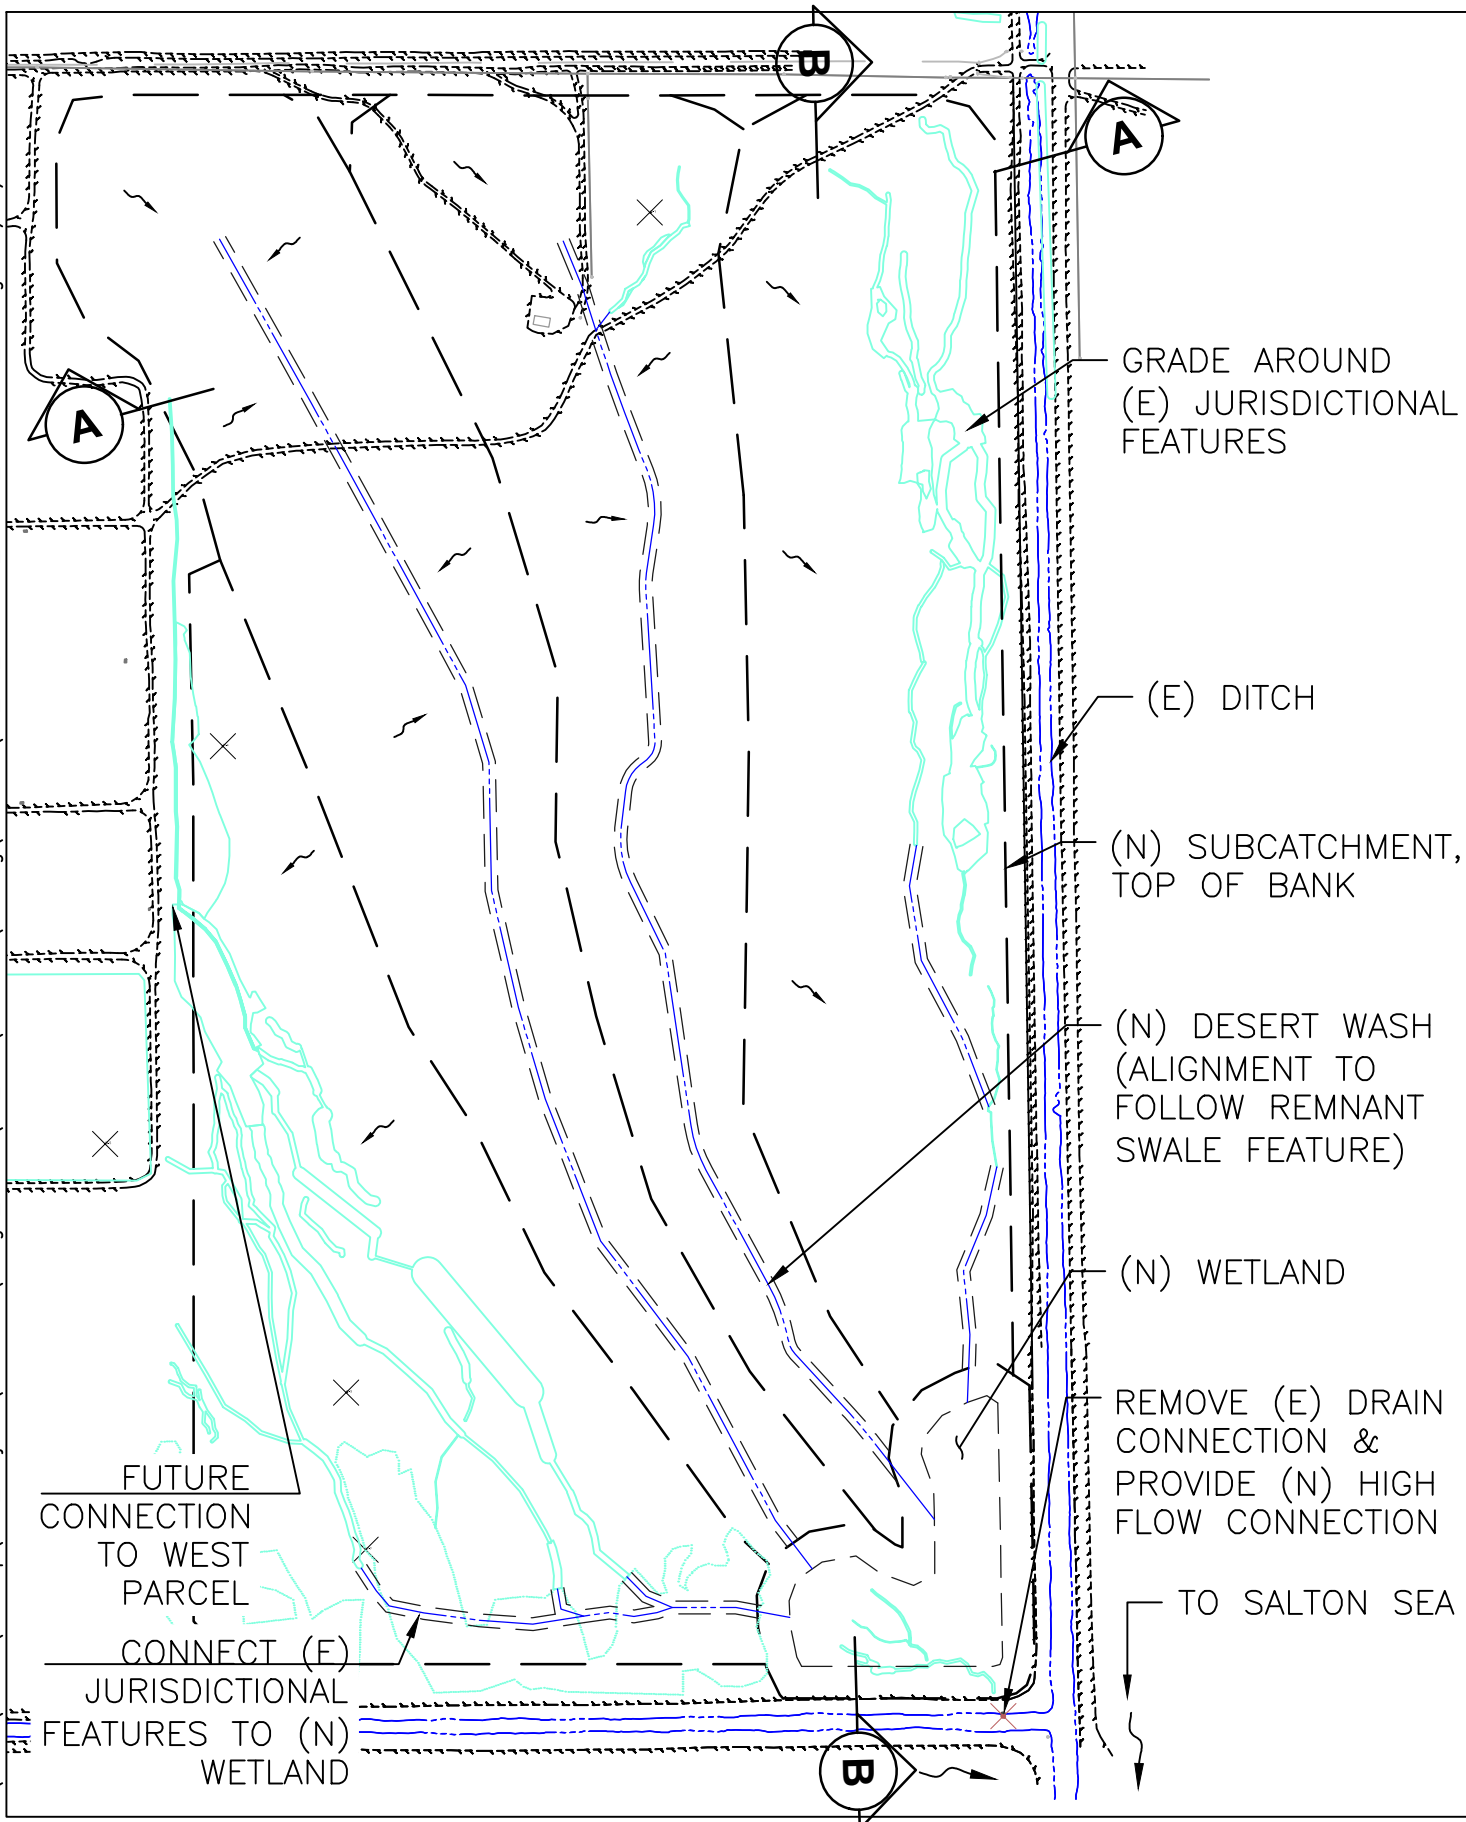 B
A
GRADE AROUND
(E) JURISDICTIONAL
FEATURES
A
(E) DITCH
(N) SUBCATCHMENT,
TOP OF BANK
(N) DESERT WASH
(ALIGNMENT TO
FOLLOW REMNANT
SWALE FEATURE)
(N) WETLAND
REMOVE (E) DRAIN
CONNECTION &
PROVIDE (N) HIGH
FLOW CONNECTION
FUTURE
CONNECTION
TO WEST
PARCEL
TO SALTON SEA
CONNECT (E)
JURISDICTIONAL
FEATURES TO (N)
WETLAND
B